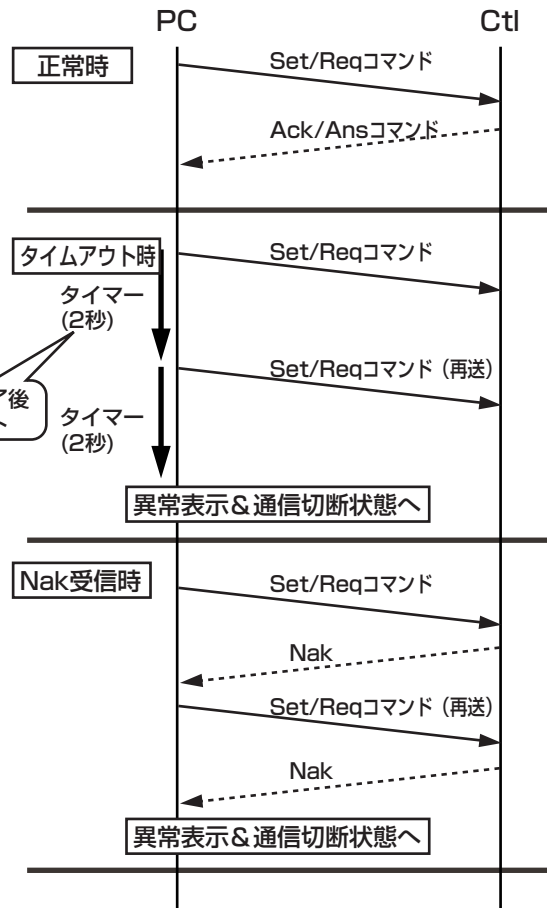 PC
Ctl
正常時
Set/Reqコマンド
Ack/Ansコマンド
タイムアウト時
Set/Reqコマンド
タイマー
(2秒)
Set/Reqコマンド（再送）
了後
タイマー
(2秒)
異常表示＆通信切断状態へ
Nak受信時
Set/Reqコマンド
Nak
Set/Reqコマンド（再送）
Nak
異常表示＆通信切断状態へ